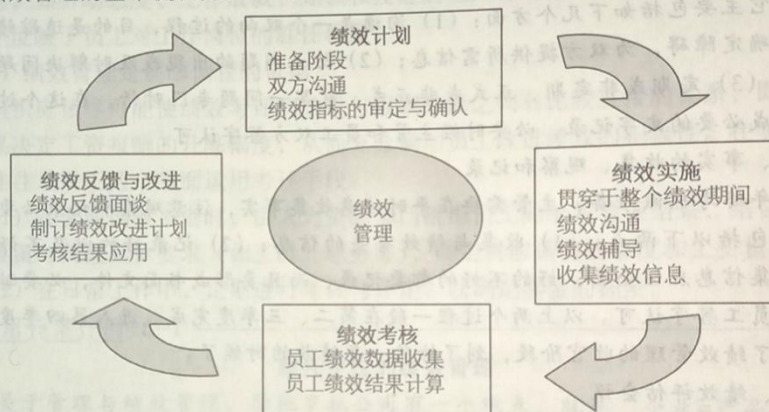 绩效计划
准备阶段
双方沟通
绩效指标的审定与确认
绩效反馈与改进
绩效反馈面谈
制订绩效改进计划
考核结果应用
绩效
管理
绩效实施
贯穿于整个绩效期间
绩效沟通
绩效辅导
收集绩效信息
绩效考核
员工绩效数据收集
员工绩效结果计算